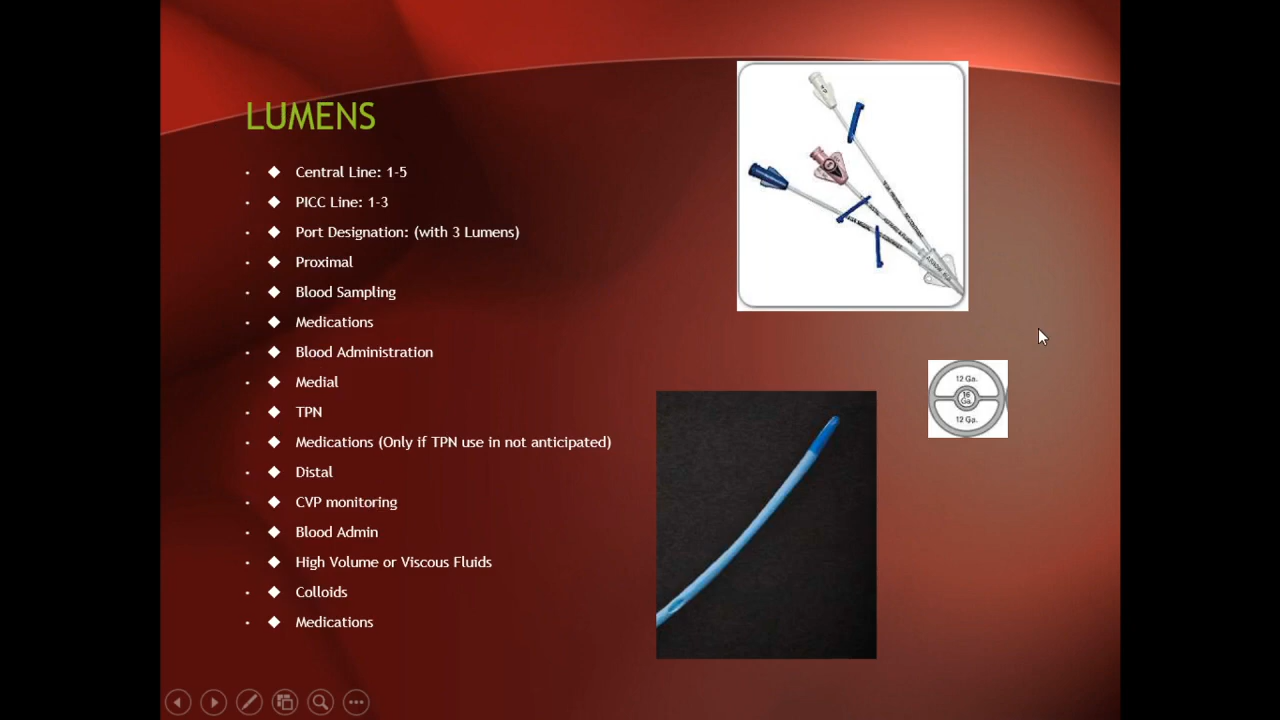 LUMENS
Central Line: 1-5
PICC Line: 1-3
Port Designation: (with 3 Lumens)
Proximal
Blood Sampling
Medications
Blood Administration
Medial
TPN
Medications (Only if TPN use in not anticipated)
Distal
CVP monitoring
Blood Admin
High Volume or Viscous Fluids
Colloids
Medications
12 Ga.
16
Ga.
12 Ga.